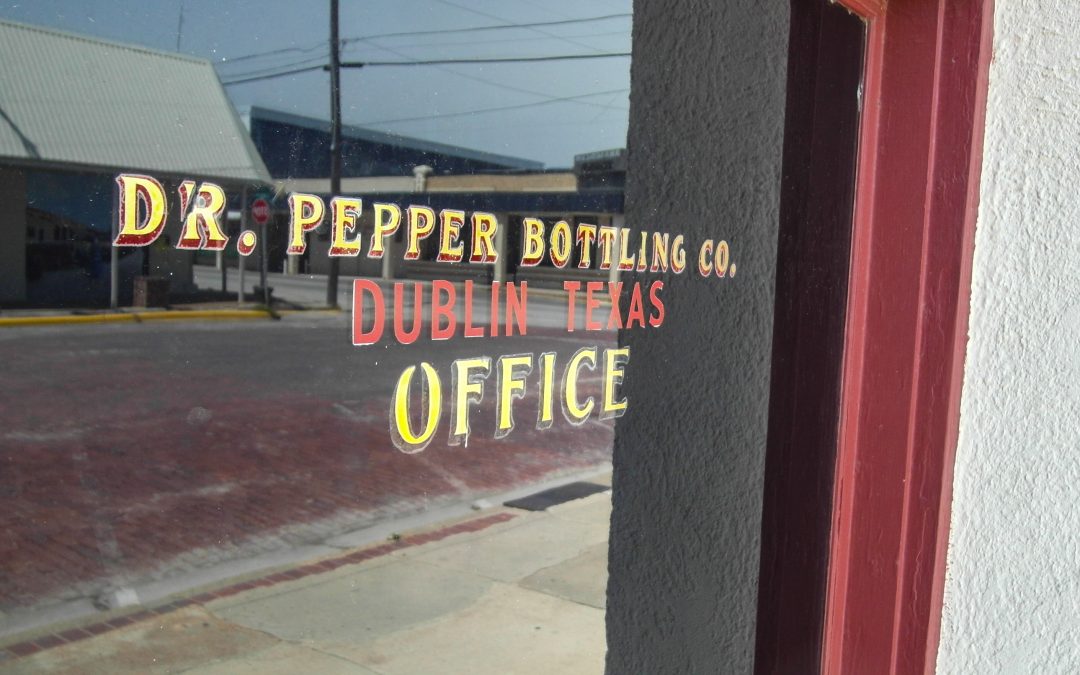 DR. PEPPER BOTTLING CO.
DUBLIN TEXAS
OFFICE